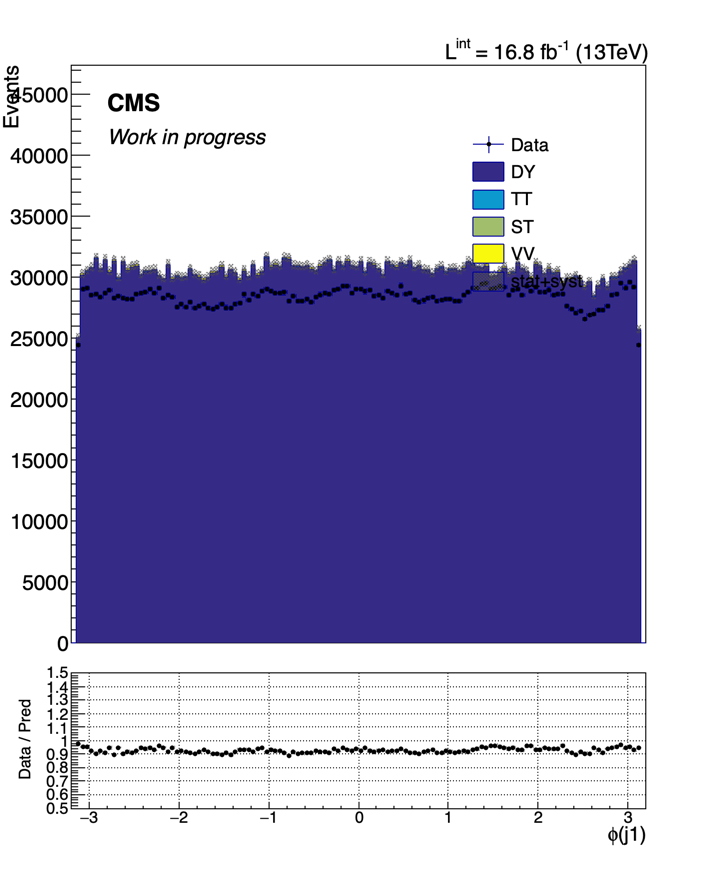 L^int = 16.8 fb^-1 (13TeV)
Events
45000
CMS
Work in progress
40000
Data
DY
TT
35000
ST
VV
30000
stat+syst
25000
20000
15000
10000
5000
0
1.5
1.4
1.3
1.2
1.1
1
0.9
0.8
0.7
0.6
0.5
Data / Pred
−3 −2 −1 0 1 2 3
ϕ(j1)